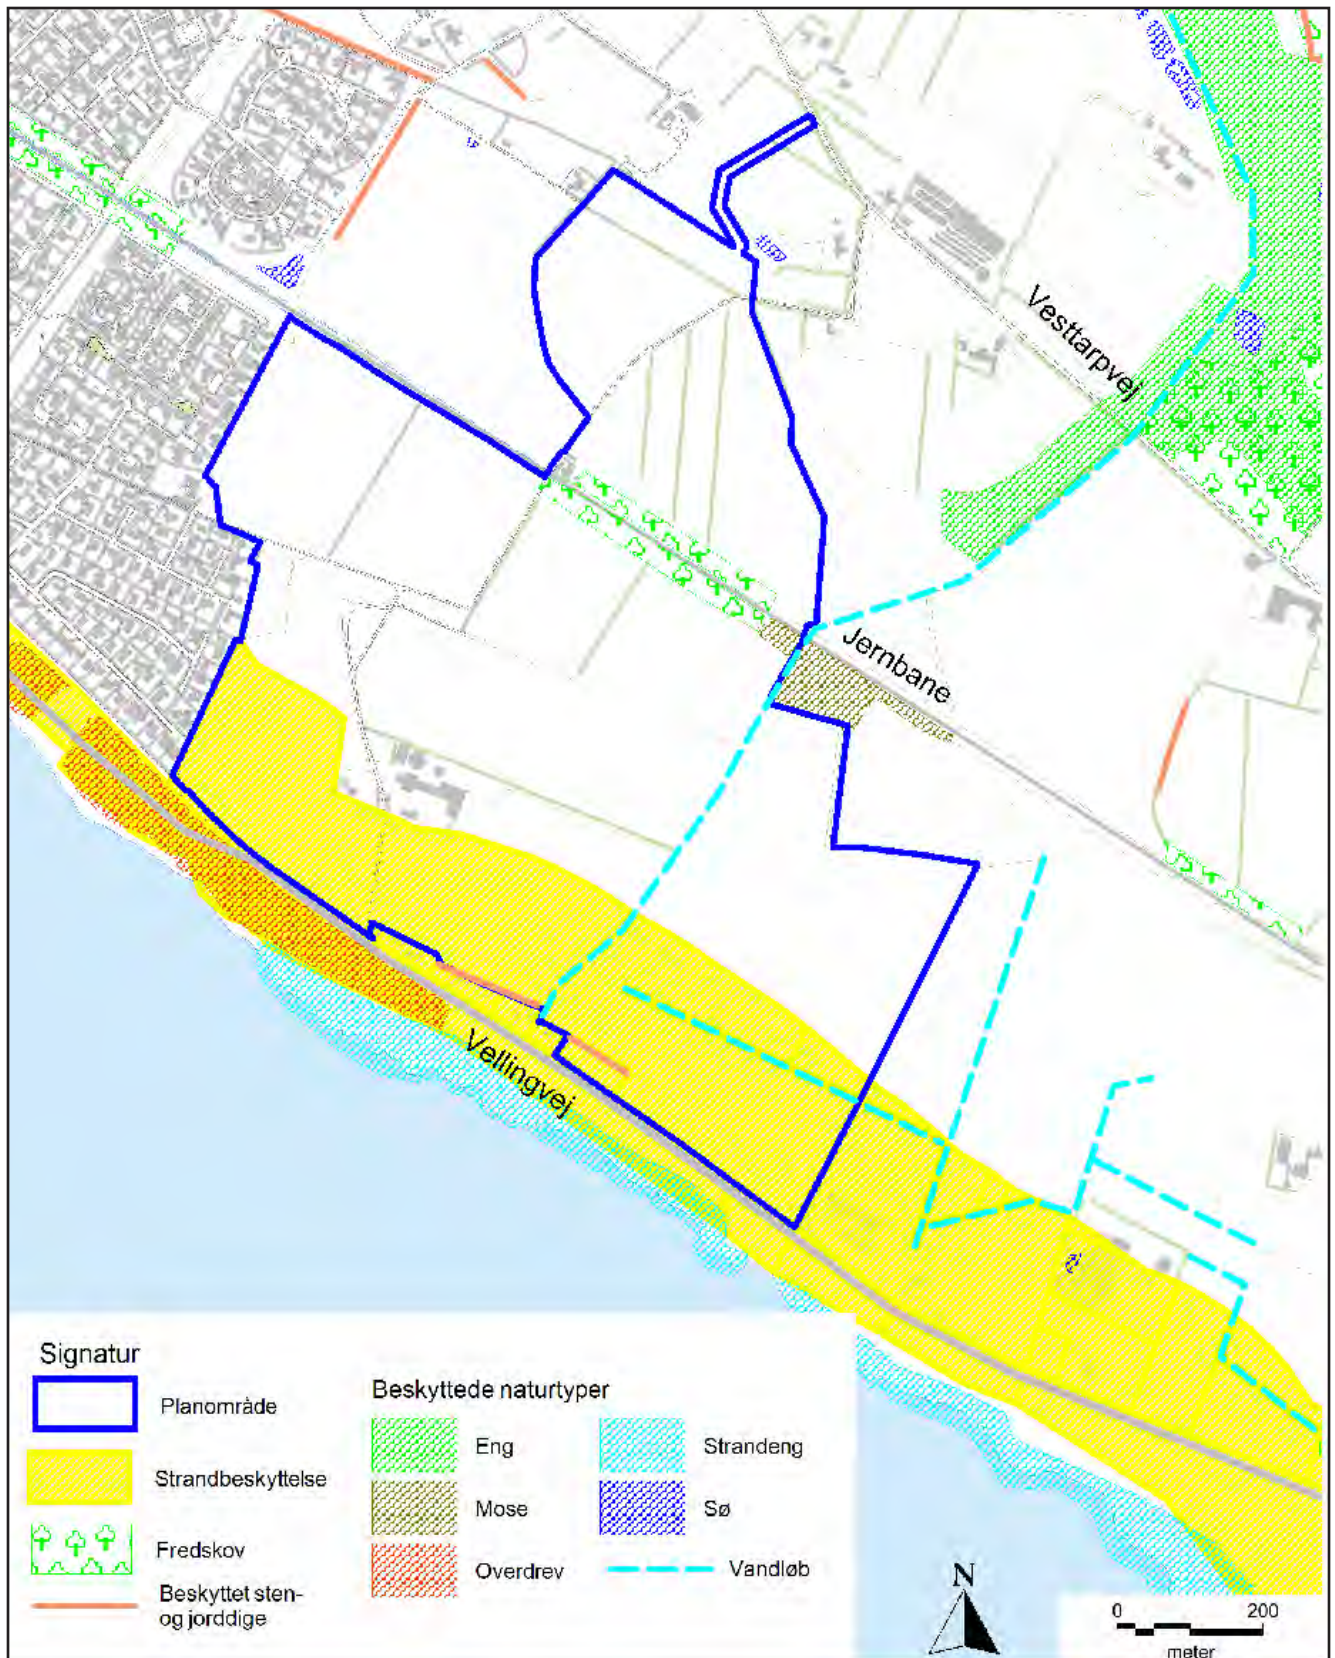 Vesttarpvej
Jernbane
Vellingvej
Signatur
Planområde
Strandbeskyttelse
Fredskov
Beskyttet sten-
og jorddige
Beskyttede naturtyper
Eng
Mose
Overdrev
Strandeng
Sø
Vandløb
N
0 200
meter